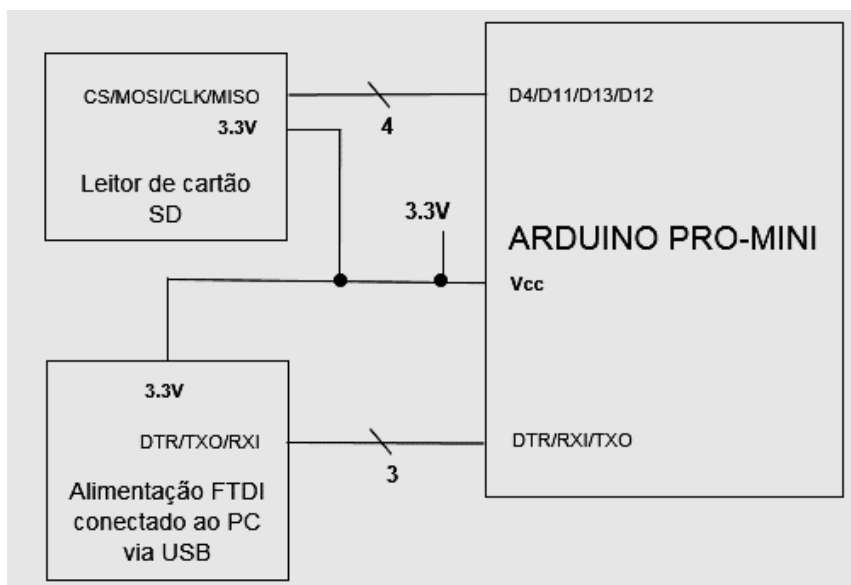 CS/MOSI/CLK/MISO
3.3V
Leitor de cartão
SD
4
D4/D11/D13/D12
3.3V
ARDUINO PRO-MINI
Vcc
3.3V
DTR/TXO/RXI
Alimentação FTDI
conectado ao PC
via USB
3
DTR/RXI/TXO